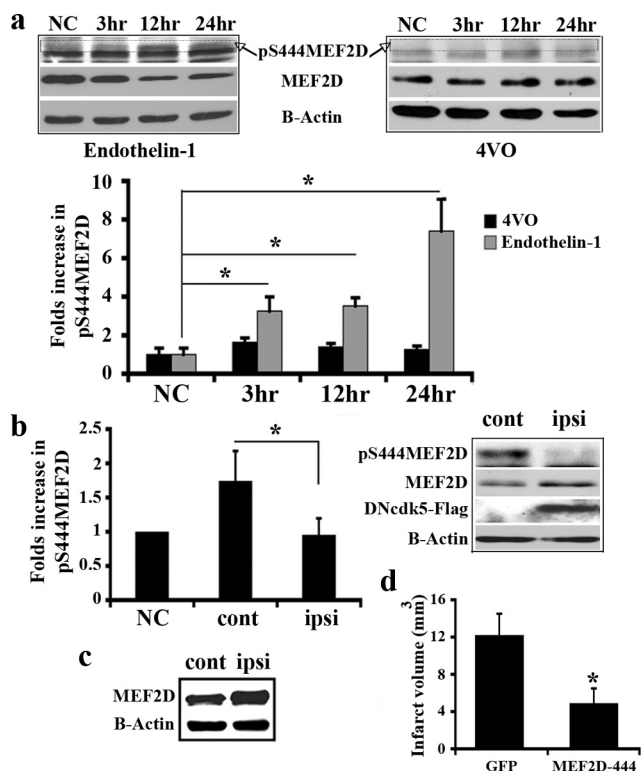 a
NC 3hr 12hr 24hr
NC 3hr 12hr 24hr
pS444MEF2D
MEF2D
B-Actin
Endothelin-1
4VO
Folds increase in
pS444MEF2D
10
8
6
4
2
0
*
*
*
4VO
Endothelin-1
NC 3hr 12hr 24hr
b
Folds increase in
pS444MEF2D
2.5
2
1.5
1
0.5
0
*
NC cont ipsi
cont ipsi
pS444MEF2D
MEF2D
DNcdk5-Flag
B-Actin
c
cont ipsi
MEF2D
B-Actin
d
Infarct volume (mm3)
16
12
8
4
0
*
GFP MEF2D-444